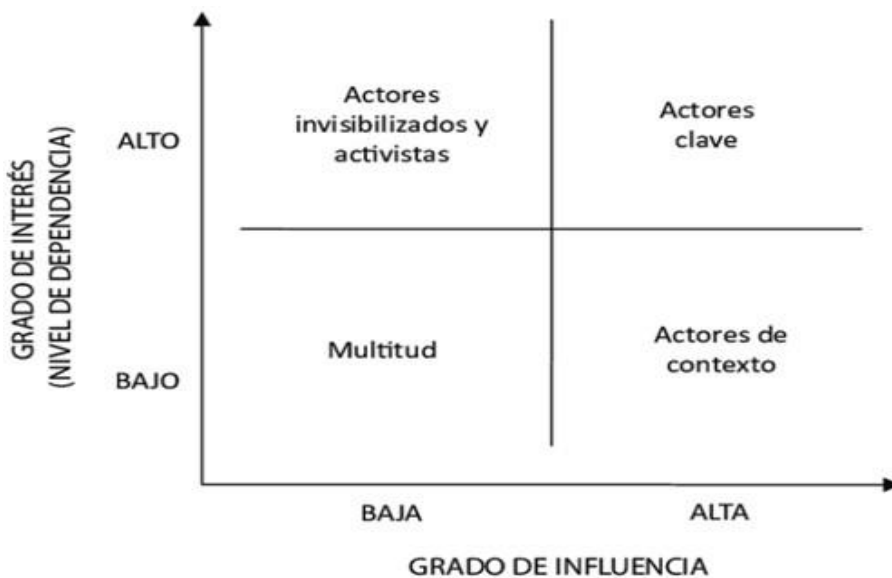 GRADO DE INTERÉS
(NIVEL DE DEPENDENCIA)
ALTO
Actores
invisibilizados y
activistas
Actores
clave
BAJO
Multitud
Actores de
contexto
BAJA
ALTA
GRADO DE INFLUENCIA